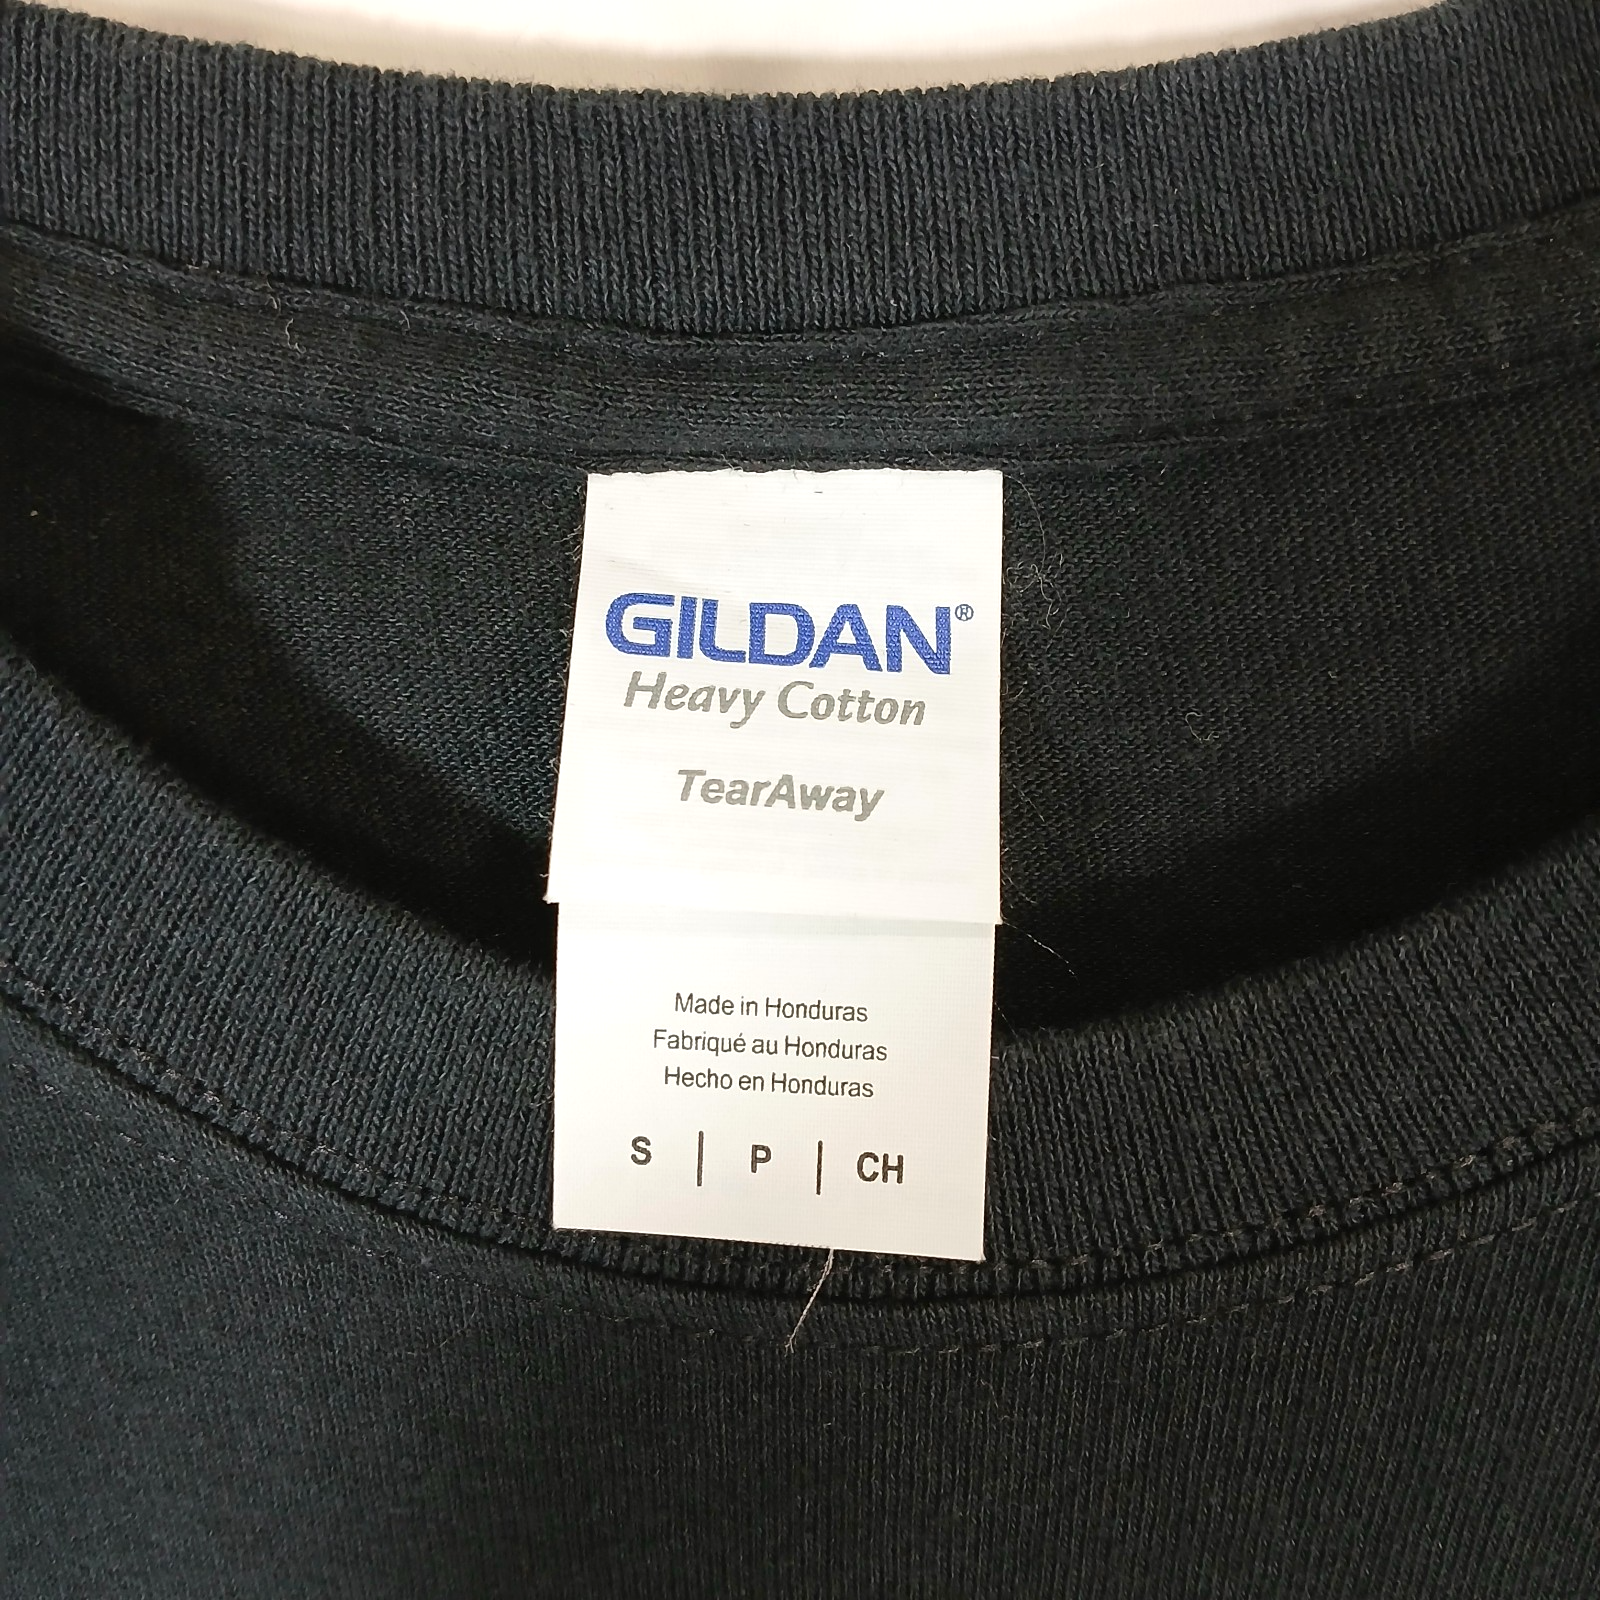 GILDAN®
Heavy Cotton
TearAway
Made in Honduras
Fabriqué au Honduras
Hecho en Honduras
S | P | CH